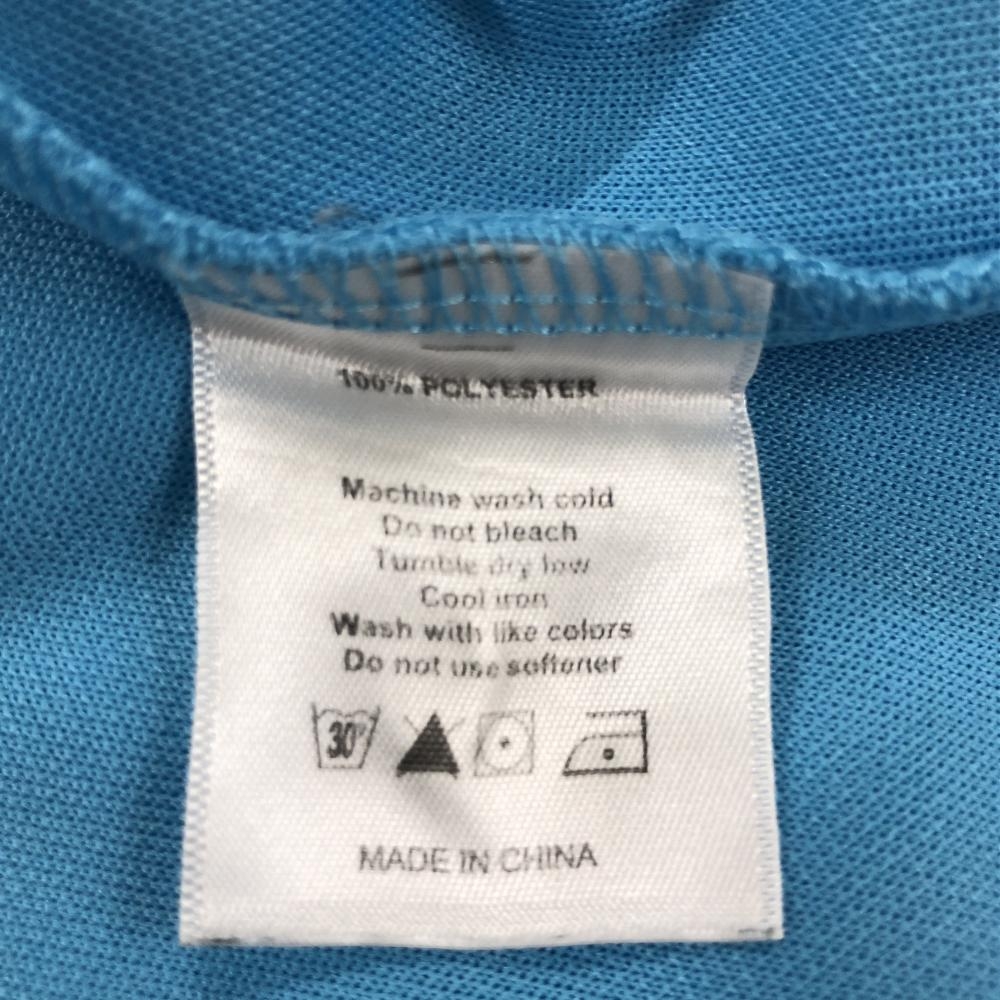 100% POLYESTER
Machine wash cold
Do not bleach
Tumble dry low
Cool iron
Wash with like colors
Do not use softener
30°
MADE IN CHINA